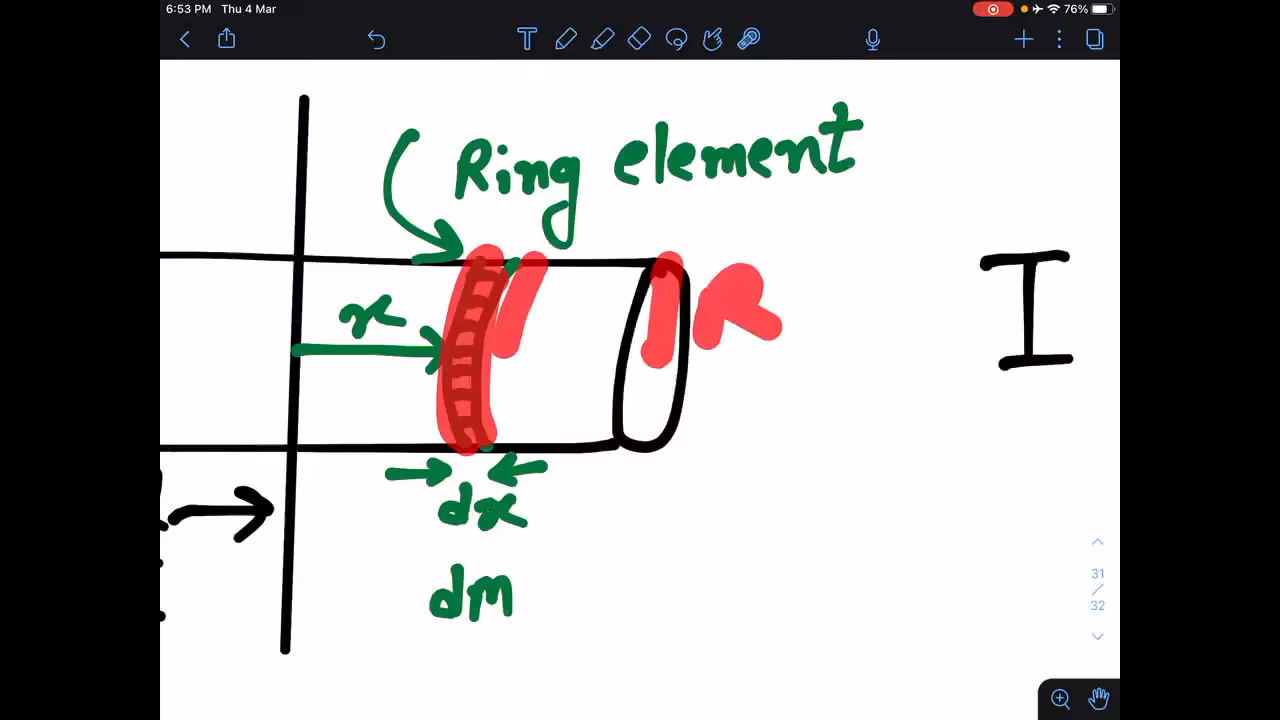 6:53 PM Thu 4 Mar
76%
T
Ring element
x
R
I
dx
dM
31
/
32